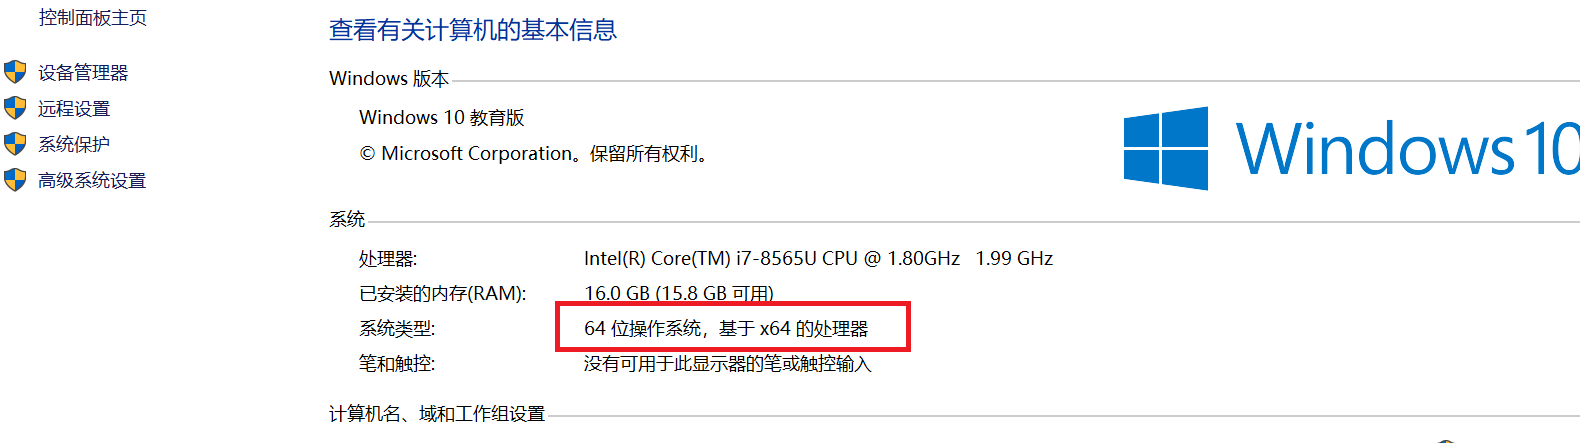 控制面板主页
设备管理器
远程设置
系统保护
高级系统设置
查看有关计算机的基本信息
Windows 版本
Windows 10 教育版
© Microsoft Corporation。保留所有权利。
Windows 10
系统
处理器: Intel(R) Core(TM) i7-8565U CPU @ 1.80GHz 1.99 GHz
已安装的内存(RAM): 16.0 GB (15.8 GB 可用)
系统类型: 64 位操作系统，基于 x64 的处理器
笔和触控: 没有可用于此显示器的笔或触控输入
计算机名、域和工作组设置